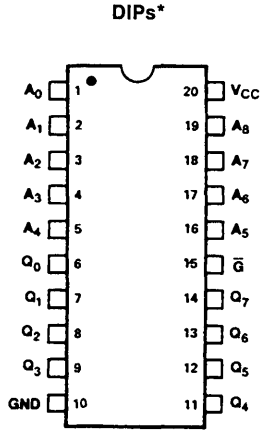 DIPs*
A₀ 1 20 VCC
A₁ 2 19 A₈
A₂ 3 18 A₇
A₃ 4 17 A₆
A₄ 5 16 A₅
Q₀ 6 15 G̅
Q₁ 7 14 Q₇
Q₂ 8 13 Q₆
Q₃ 9 12 Q₅
GND 10 11 Q₄